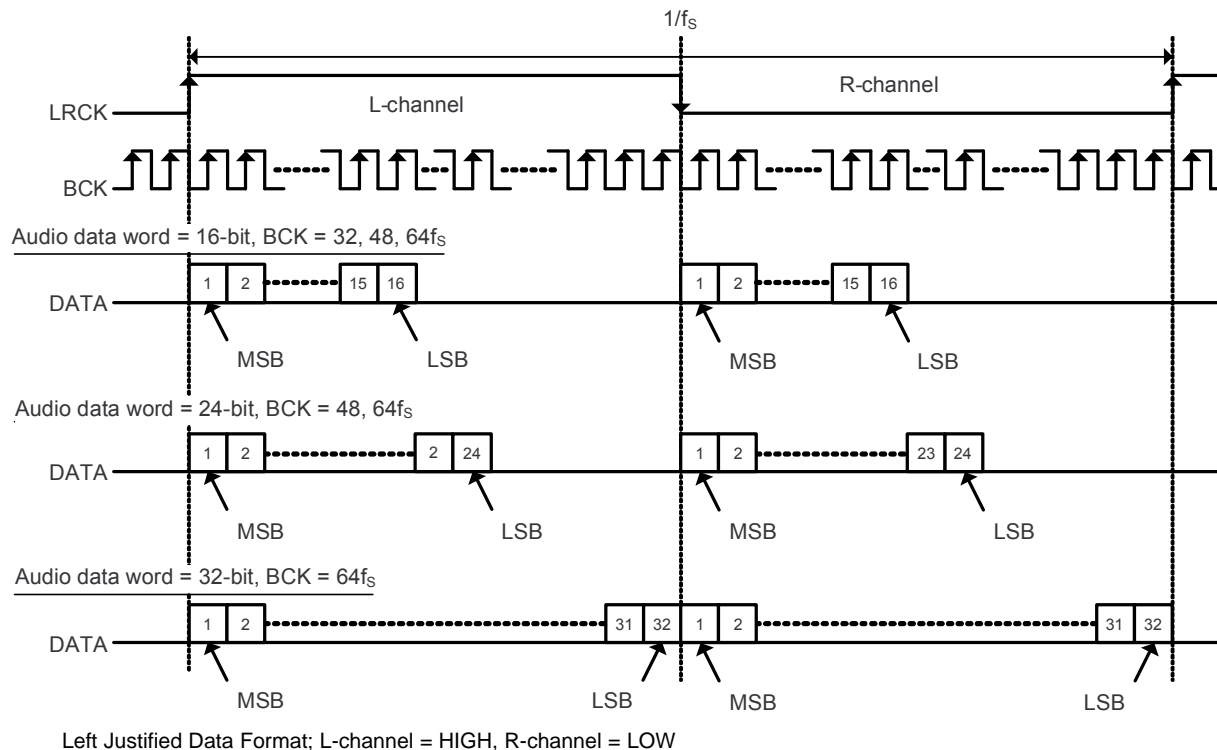 1/fS
L-channel
R-channel
LRCK
BCK
Audio data word = 16-bit, BCK = 32, 48, 64fS
1 2 15 16 1 2 15 16
DATA
MSB LSB MSB LSB
Audio data word = 24-bit, BCK = 48, 64fS
1 2 2 24 1 2 23 24
DATA
MSB LSB MSB LSB
Audio data word = 32-bit, BCK = 64fS
1 2 31 32 1 2 31 32
DATA
MSB LSB MSB LSB
Left Justified Data Format; L-channel = HIGH, R-channel = LOW